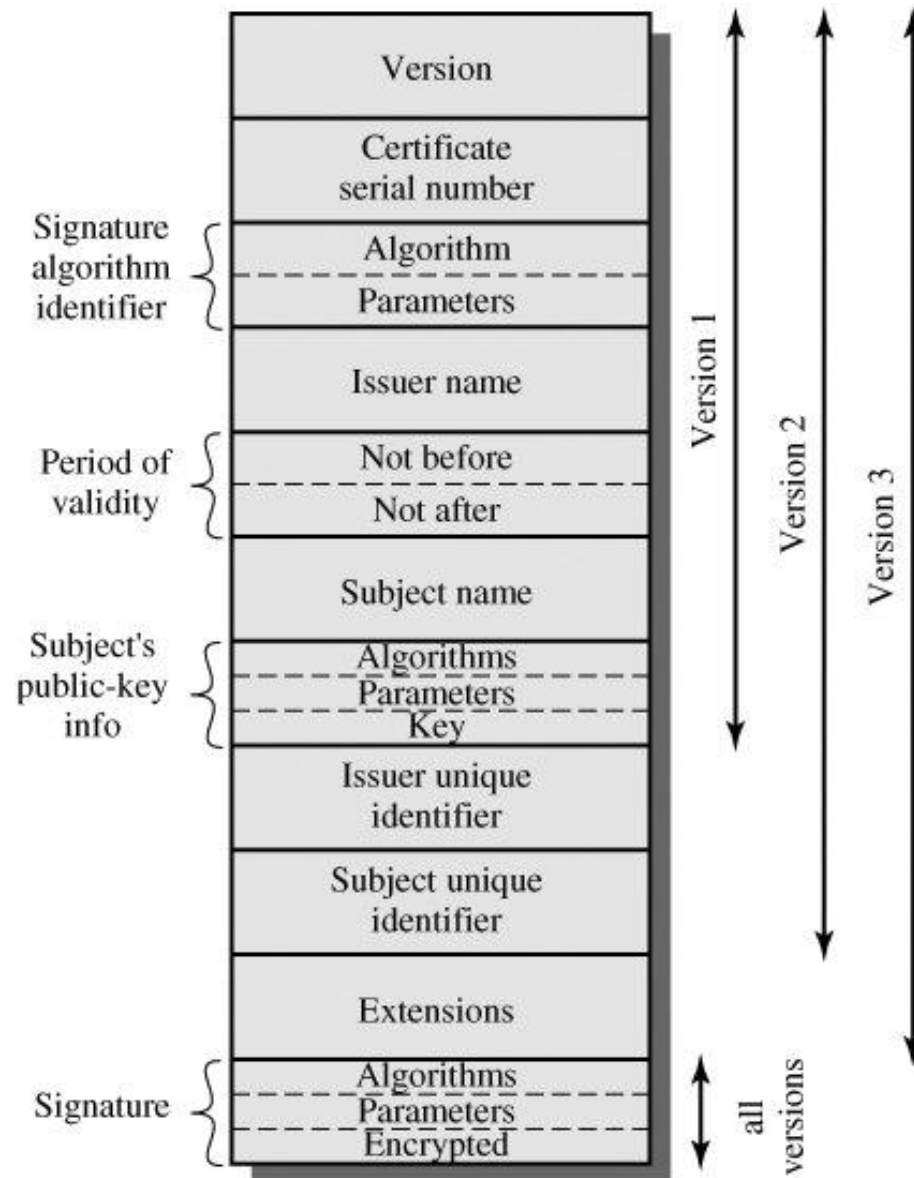 Version
Certificate
serial number
Signature
algorithm
identifier
Algorithm
Parameters
Issuer name
Period of
validity
Not before
Not after
Subject name
Subject's
public-key
info
Algorithms
Parameters
Key
Issuer unique
identifier
Subject unique
identifier
Extensions
Signature
Algorithms
Parameters
Encrypted
Version 1
Version 2
Version 3
all
versions